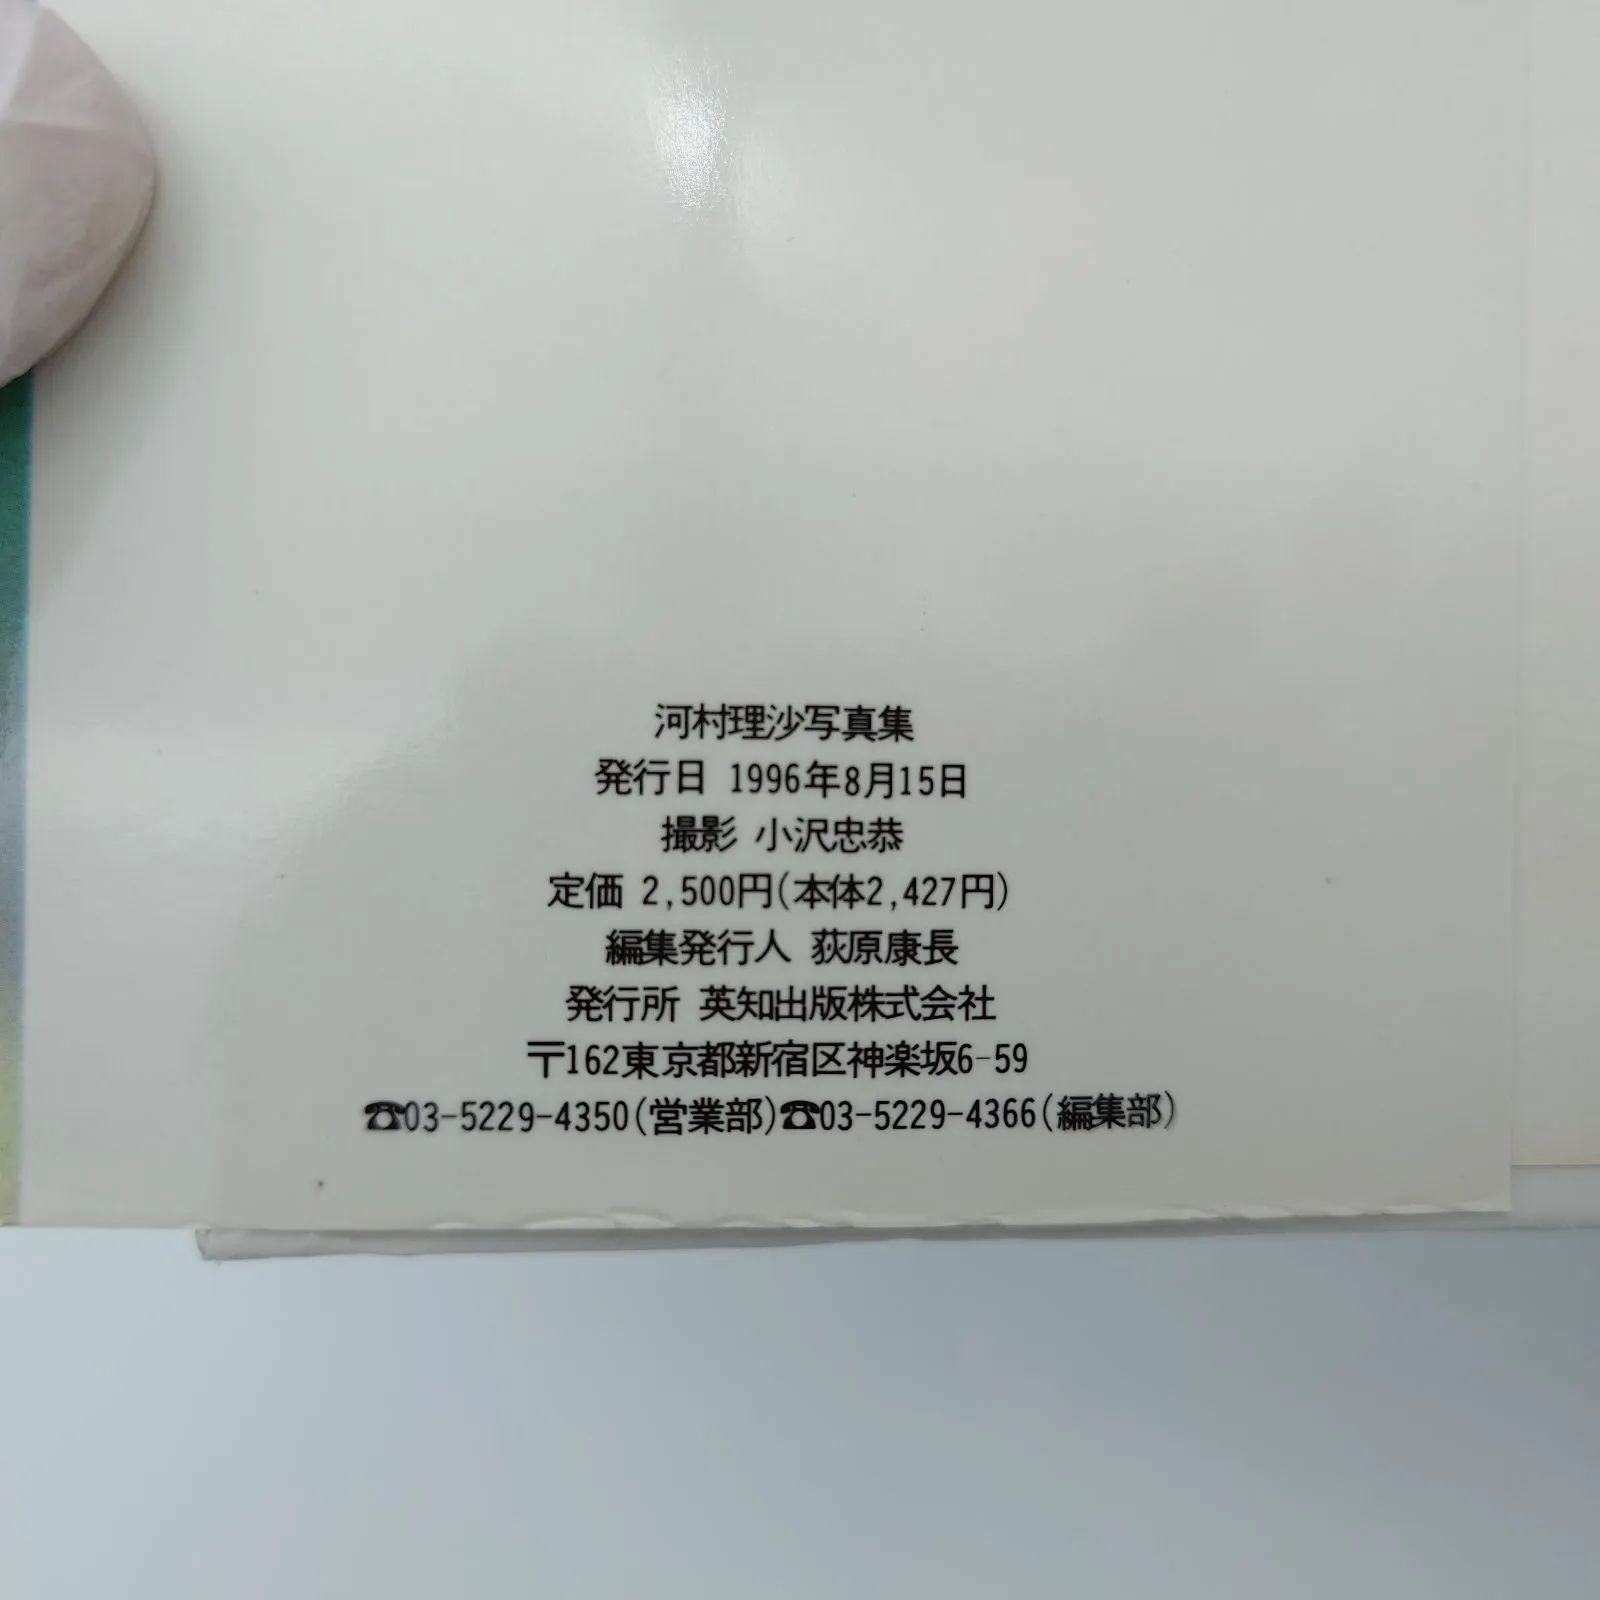 河村理沙写真集
発行日 1996年8月15日
撮影 小沢忠恭
定価 2,500円(本体2,427円)
編集発行人 荻原康長
発行所 英知出版株式会社
〒162東京都新宿区神楽坂6-59
☎03-5229-4350(営業部)☎03-5229-4366(編集部)